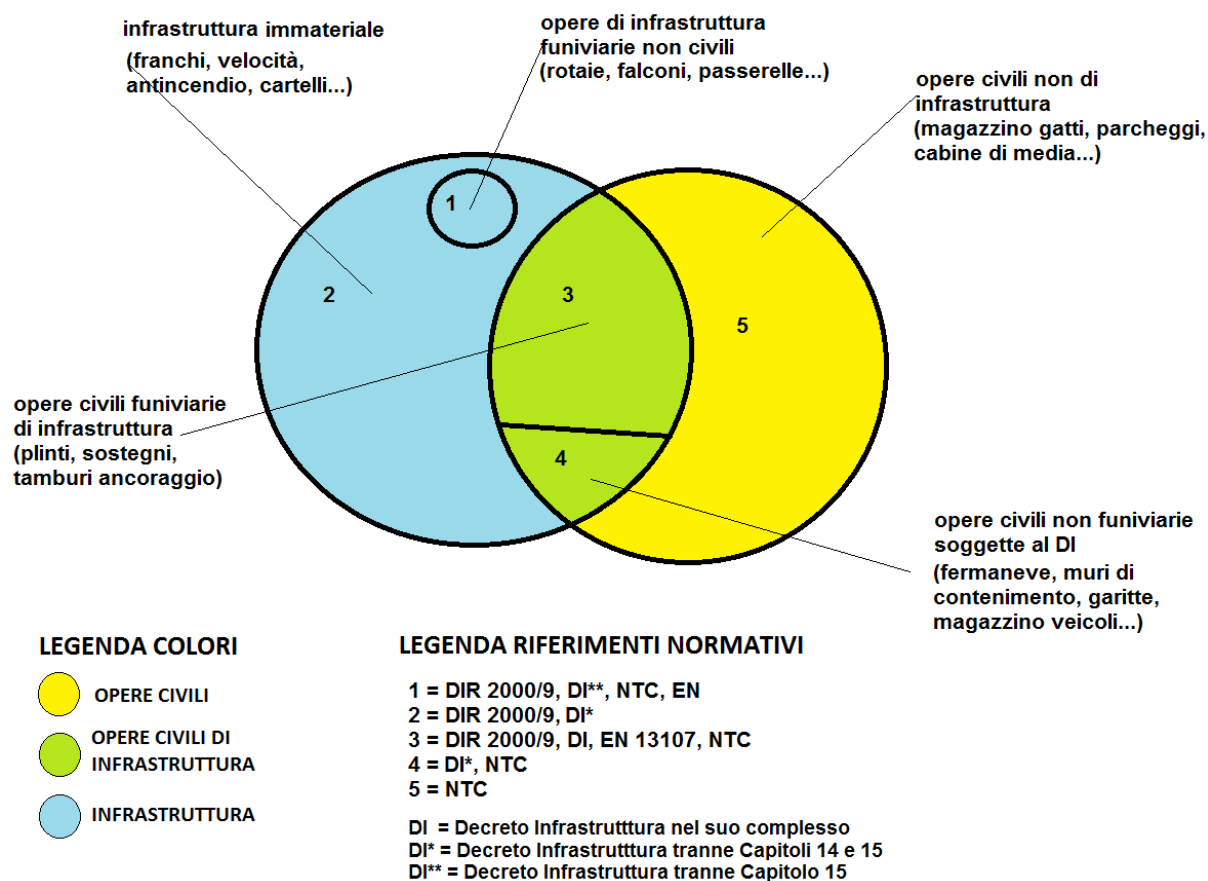 infrastruttura immateriale
(franchi, velocità,
antincendio, cartelli...)
opere di infrastruttura
funiviarie non civili
(rotaie, falconi, passerelle...)
opere civili non di
infrastruttura
(magazzino gatti, parcheggi,
cabine di media...)
1
2
3
5
4
opere civili funiviarie
di infrastruttura
(plinti, sostegni,
tamburi ancoraggio)
opere civili non funiviarie
soggette al DI
(fermaneve, muri di
contenimento, garitte,
magazzino veicoli...)
LEGENDA COLORI
OPERE CIVILI
OPERE CIVILI DI
INFRASTRUTTURA
INFRASTRUTTURA
LEGENDA RIFERIMENTI NORMATIVI
1 = DIR 2000/9, DI**, NTC, EN
2 = DIR 2000/9, DI*
3 = DIR 2000/9, DI, EN 13107, NTC
4 = DI*, NTC
5 = NTC
DI = Decreto Infrastrutttura nel suo complesso
DI* = Decreto Infrastrutttura tranne Capitoli 14 e 15
DI** = Decreto Infrastruttura tranne Capitolo 15